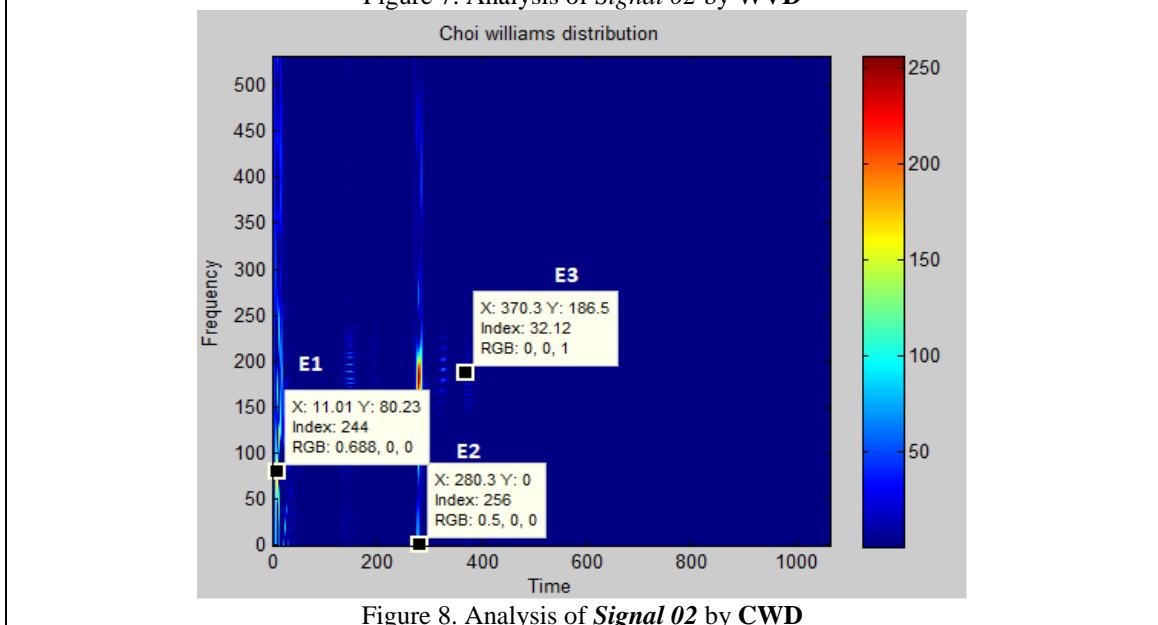 Figure 7. Analysis of Signal 02 by WVD
Choi williams distribution
500
450
400
350
300
250
200
150
100
50
0
Frequency
0
200
400
600
800
1000
Time
E1
X: 11.01 Y: 80.23
Index: 244
RGB: 0.688, 0, 0
E2
X: 280.3 Y: 0
Index: 256
RGB: 0.5, 0, 0
E3
X: 370.3 Y: 186.5
Index: 32.12
RGB: 0, 0, 1
250
200
150
100
50
Figure 8. Analysis of Signal 02 by CWD